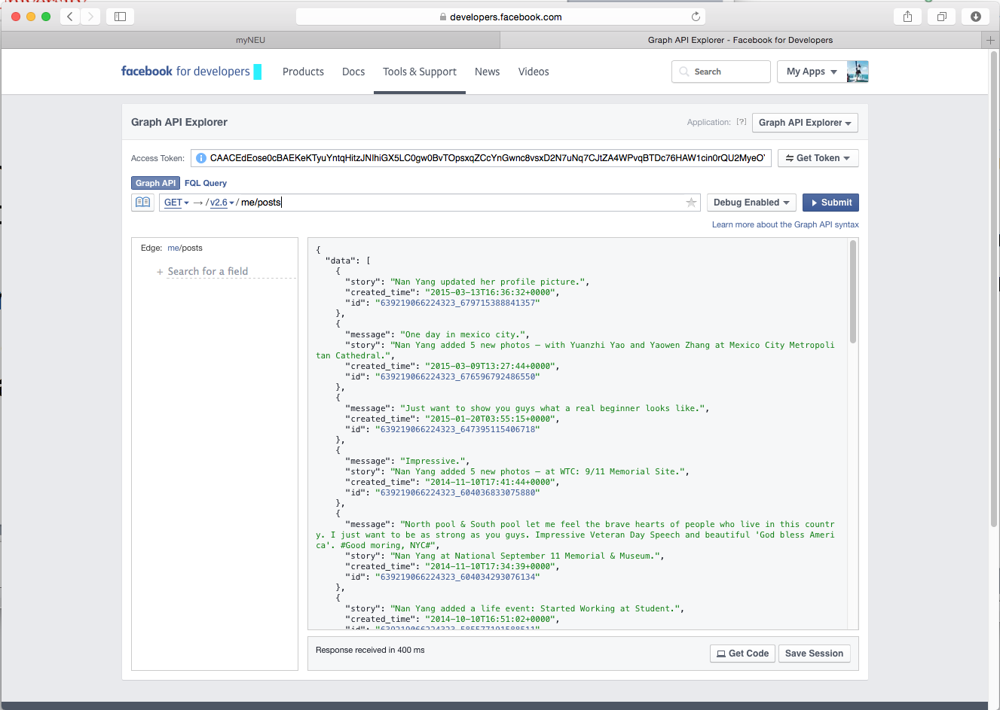 developers.facebook.com
myNEU
Graph API Explorer - Facebook for Developers
facebook for developers
Products
Docs
Tools & Support
News
Videos
Search
My Apps
Graph API Explorer
Application: [?]
Graph API Explorer
Access Token:
CAACEdEose0cBAEKeKTyuYntqHitzJNIhiGX5LC0gw0BvTOpsxqZCcYnGwnc8vsxD2N7uNq7CJtZA4WPvqBTDc76HAW1cin0rQU2MyeO
Get Token
Graph API
FQL Query
GET → / v2.6 / me/posts
Debug Enabled
Submit
Learn more about the Graph API syntax
Edge: me/posts
+ Search for a field
{
"data": [
{
"story": "Nan Yang updated her profile picture.",
"created_time": "2015-03-13T16:36:32+0000",
"id": "639219066224323_679715388841357"
},
{
"message": "One day in mexico city.",
"story": "Nan Yang added 5 new photos — with Yuanzhi Yao and Yaowen Zhang at Mexico City Metropoli
tan Cathedral.",
"created_time": "2015-03-09T13:27:44+0000",
"id": "639219066224323_676596792486550"
},
{
"message": "Just want to show you guys what a real beginner looks like.",
"created_time": "2015-01-20T03:55:15+0000",
"id": "639219066224323_647395115406718"
},
{
"message": "Impressive.",
"story": "Nan Yang added 5 new photos — at WTC: 9/11 Memorial Site.",
"created_time": "2014-11-10T17:41:44+0000",
"id": "639219066224323_604036833075880"
},
{
"message": "North pool & South pool let me feel the brave hearts of people who live in this countr
y. I just want to be as strong as you guys. Impressive Veteran Day Speech and beautiful 'God bless Ameri
ca'. #Good moring, NYC#",
"story": "Nan Yang at National September 11 Memorial & Museum.",
"created_time": "2014-11-10T17:34:39+0000",
"id": "639219066224323_604034293076134"
},
{
"story": "Nan Yang added a life event: Started Working at Student.",
"created_time": "2014-10-10T16:51:02+0000",
"id": "639219066224323_585577191588511"
Response received in 400 ms
Get Code
Save Session